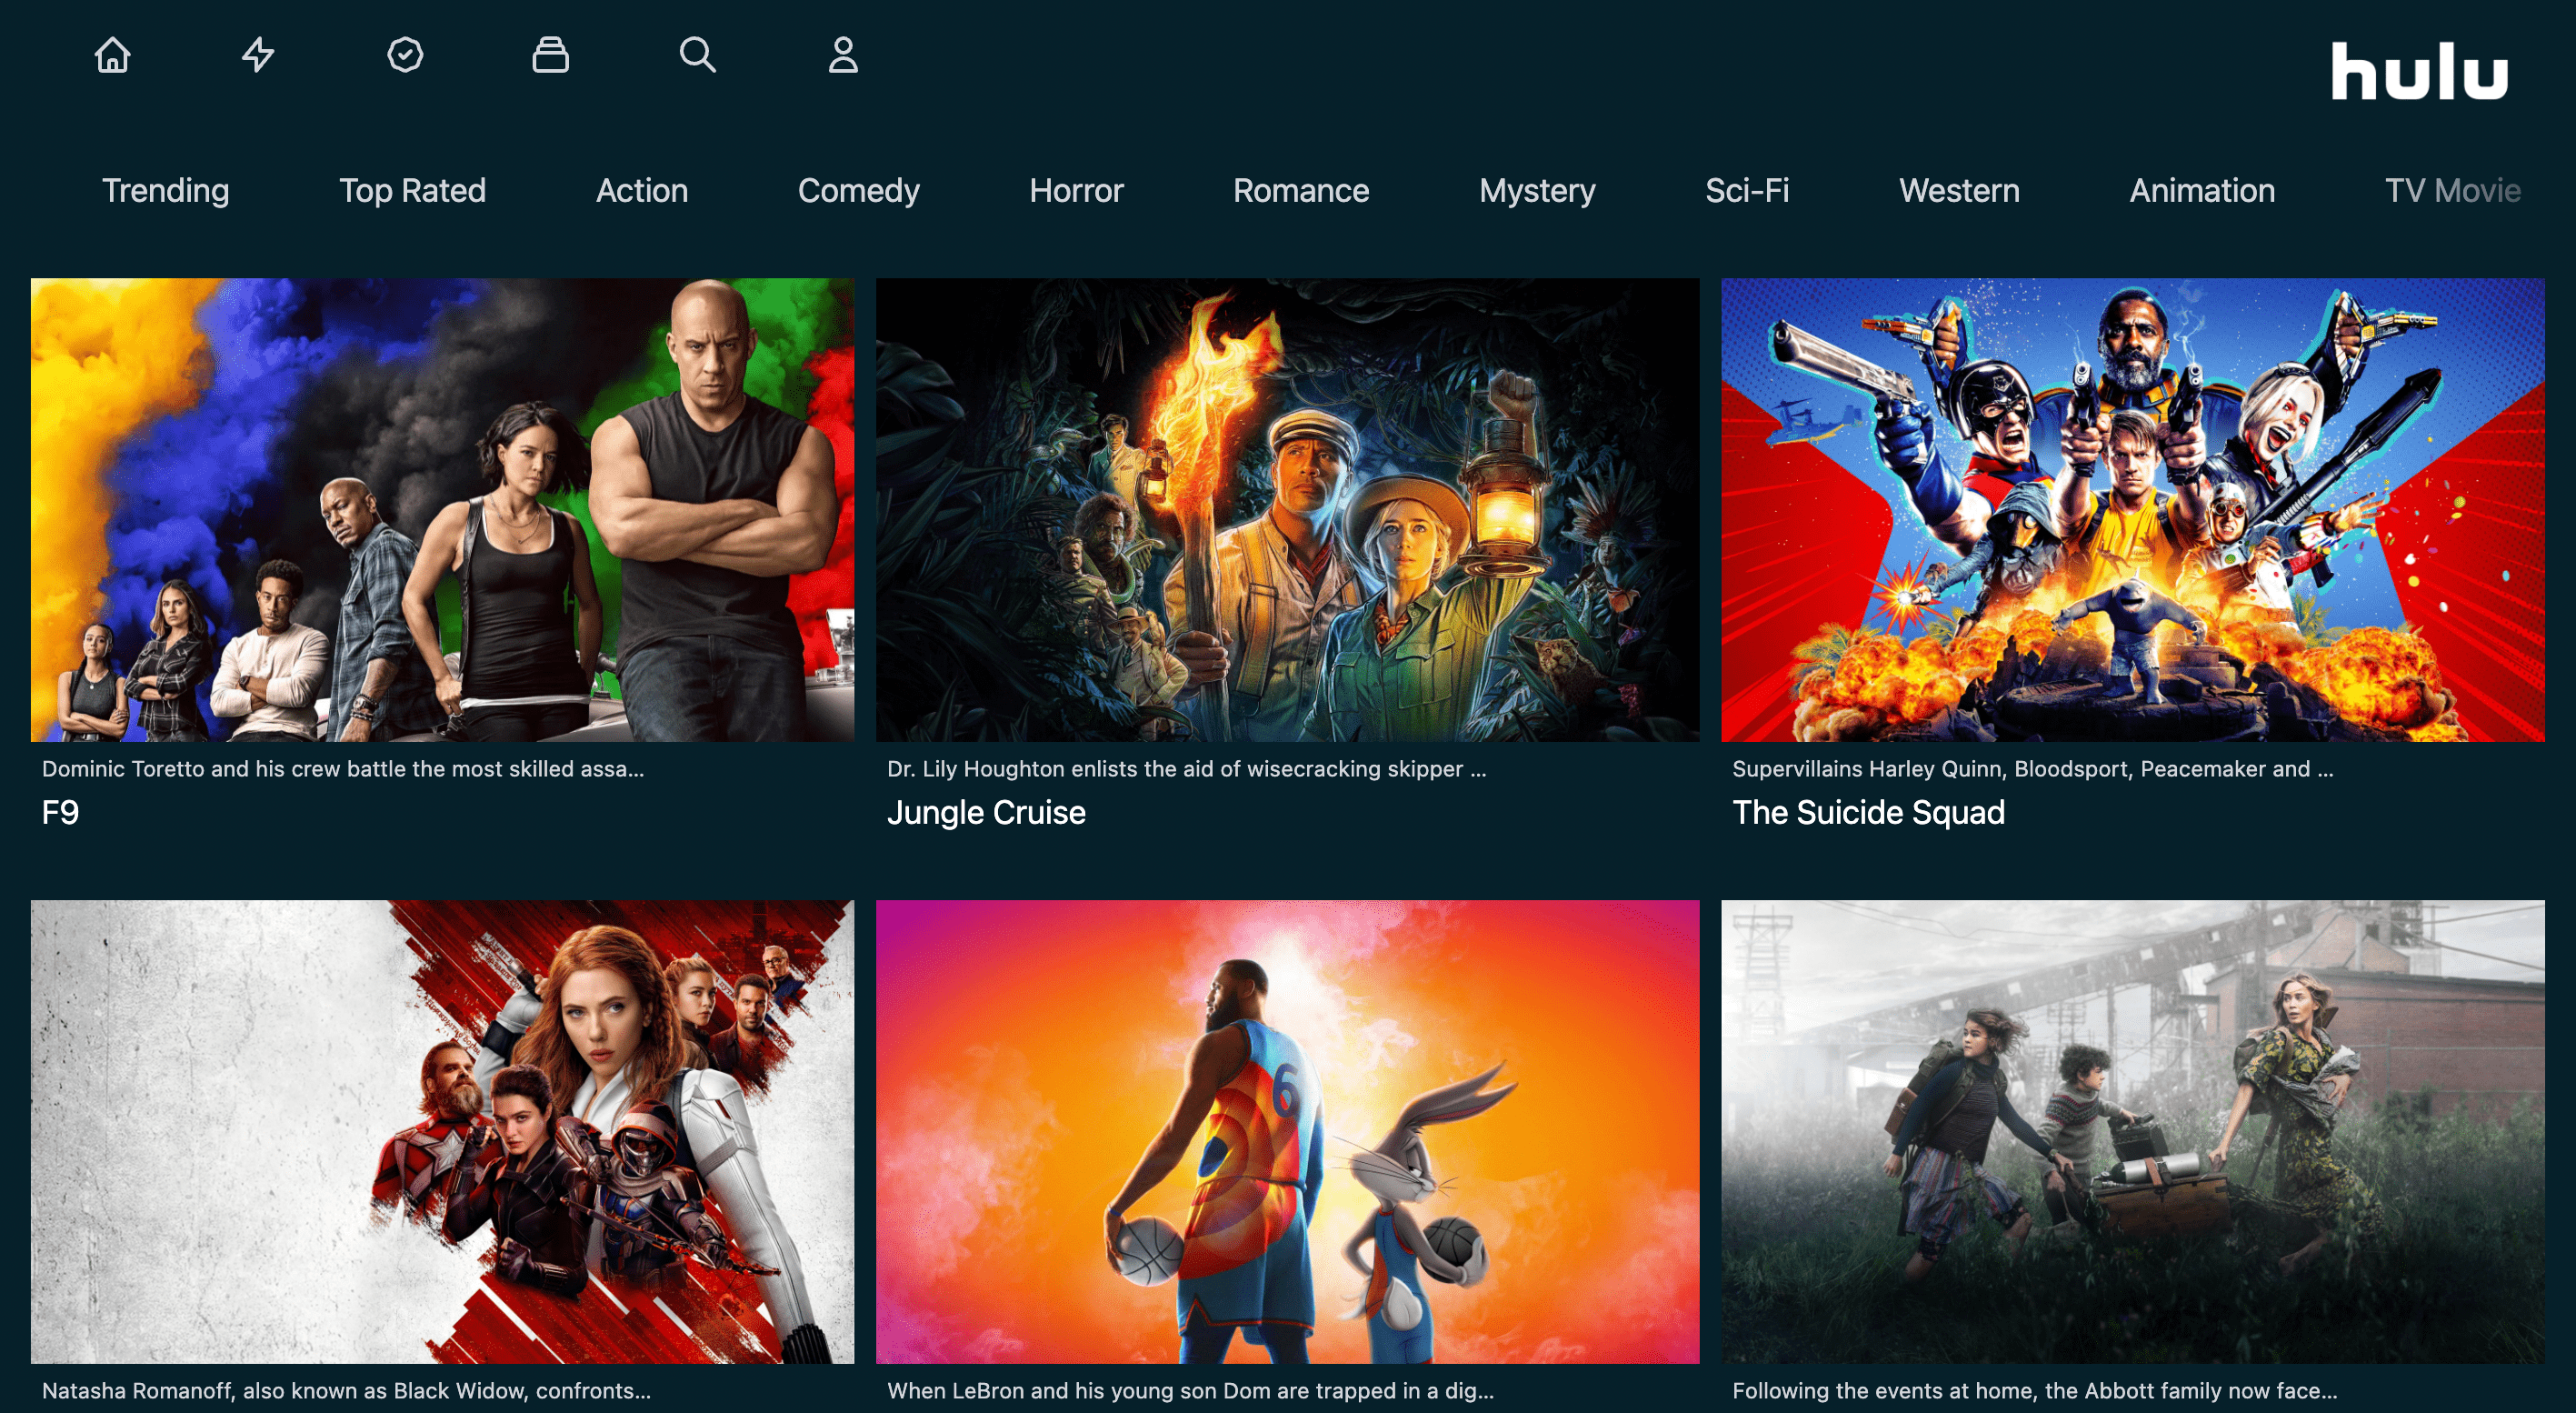 hulu
Trending Top Rated Action Comedy Horror Romance Mystery Sci-Fi Western Animation TV Movie
Dominic Toretto and his crew battle the most skilled assa...
F9
Dr. Lily Houghton enlists the aid of wisecracking skipper ...
Jungle Cruise
Supervillains Harley Quinn, Bloodsport, Peacemaker and ...
The Suicide Squad
6
Natasha Romanoff, also known as Black Widow, confronts...
When LeBron and his young son Dom are trapped in a dig...
Following the events at home, the Abbott family now face...